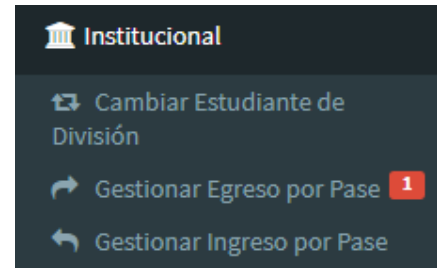 Institucional
Cambiar Estudiante de
División
Gestionar Egreso por Pase 1
Gestionar Ingreso por Pase